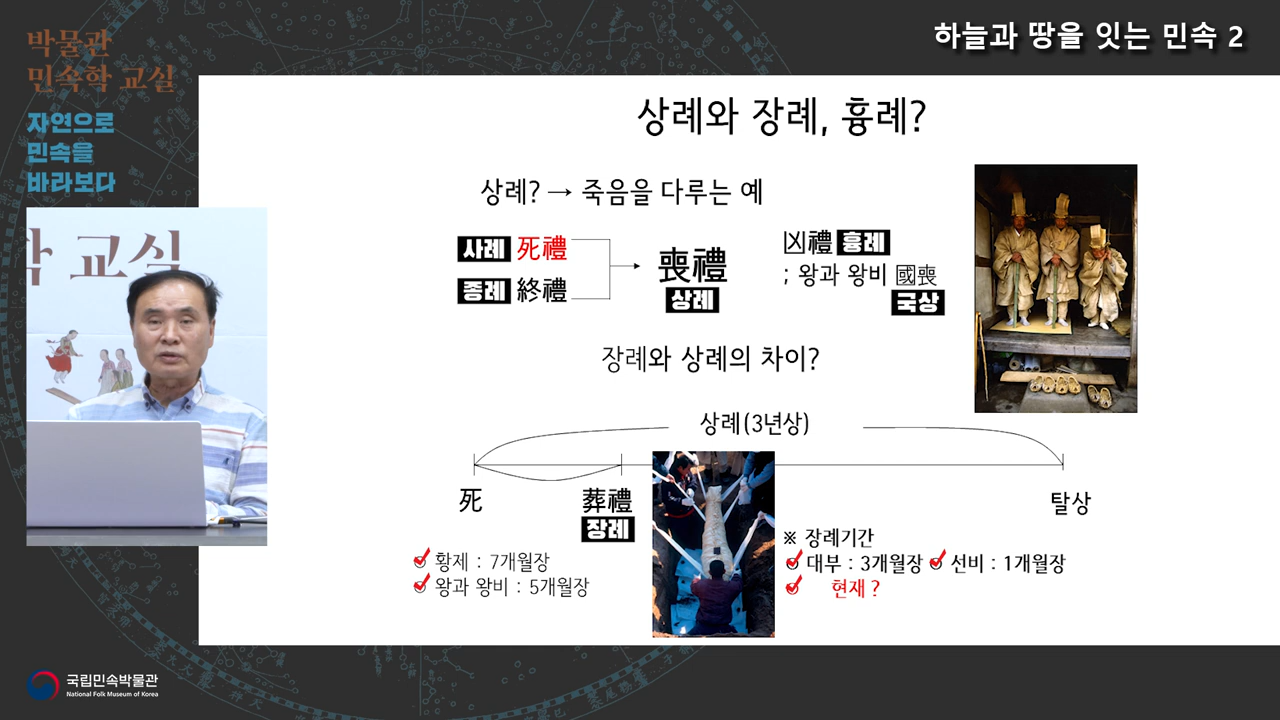 하늘과 땅을 잇는 민속 2
박물관
민속학 교실
자연으로
민속을
바라보다
학 교실
상례와 장례, 흉례?
상례? → 죽음을 다루는 예
사례 死禮
종례 終禮
喪禮
상례
凶禮 흉례
; 왕과 왕비 國喪
국상
장례와 상례의 차이?
상례(3년상)
死
葬禮
장례
탈상
황제 : 7개월장
왕과 왕비 : 5개월장
※ 장례기간
대부 : 3개월장 선비 : 1개월장
현재 ?
국립민속박물관
National Folk Museum of Korea